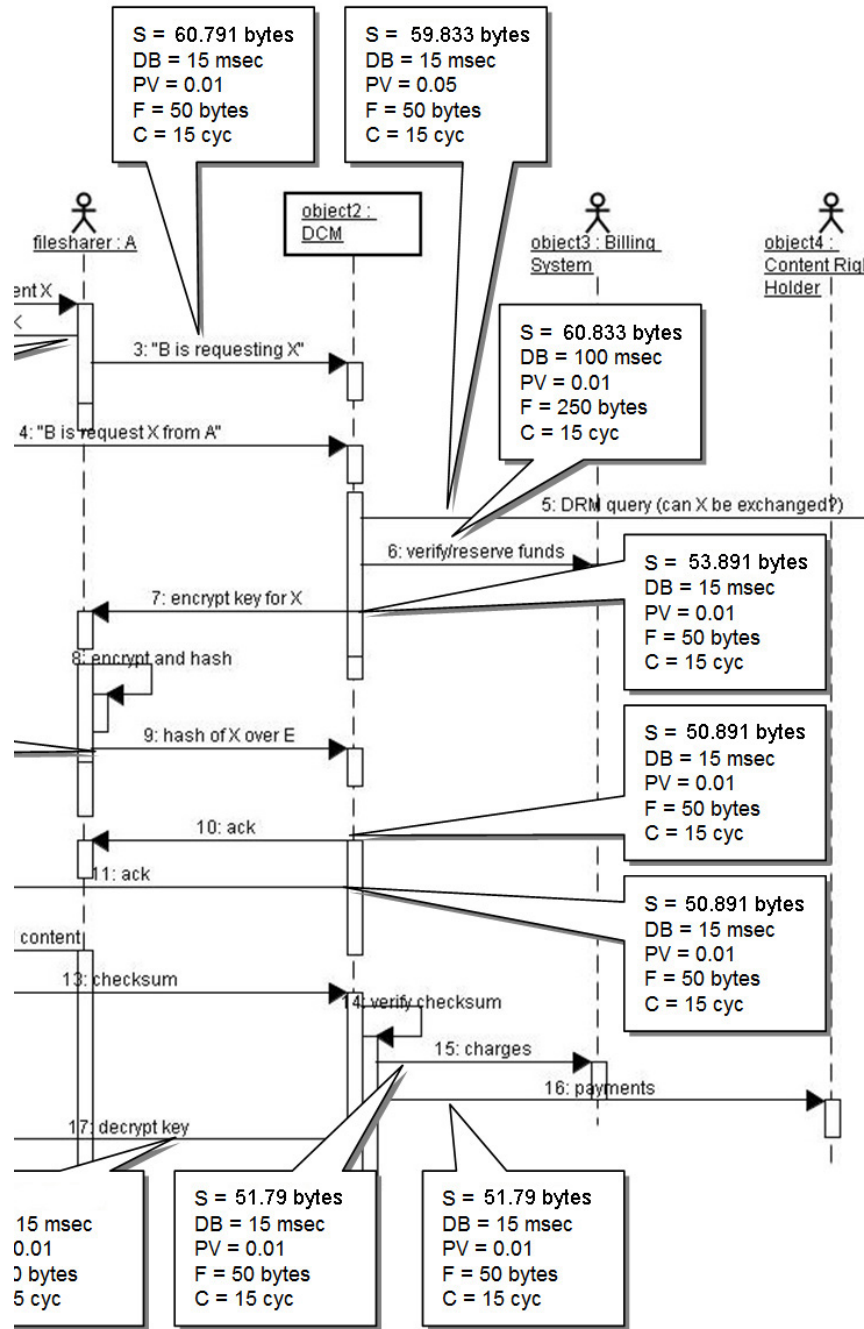 S = 60.791 bytes
DB = 15 msec
PV = 0.01
F = 50 bytes
C = 15 cyc
S = 59.833 bytes
DB = 15 msec
PV = 0.05
F = 50 bytes
C = 15 cyc
filesharer : A
object2 :
DCM
object3 : Billing
System
object4 :
Content Righ
Holder
ent X
K
3: "B is requesting X"
S = 60.833 bytes
DB = 100 msec
PV = 0.01
F = 250 bytes
C = 15 cyc
4: "B is request X from A"
5: DRM query (can X be exchanged?)
6: verify/reserve funds
S = 53.891 bytes
DB = 15 msec
PV = 0.01
F = 50 bytes
C = 15 cyc
7: encrypt key for X
8: encrypt and hash
9: hash of X over E
S = 50.891 bytes
DB = 15 msec
PV = 0.01
F = 50 bytes
C = 15 cyc
10: ack
11: ack
S = 50.891 bytes
DB = 15 msec
PV = 0.01
F = 50 bytes
C = 15 cyc
content
13: checksum
14: verify checksum
15: charges
16: payments
17: decrypt key
15 msec
0.01
0 bytes
5 cyc
S = 51.79 bytes
DB = 15 msec
PV = 0.01
F = 50 bytes
C = 15 cyc
S = 51.79 bytes
DB = 15 msec
PV = 0.01
F = 50 bytes
C = 15 cyc